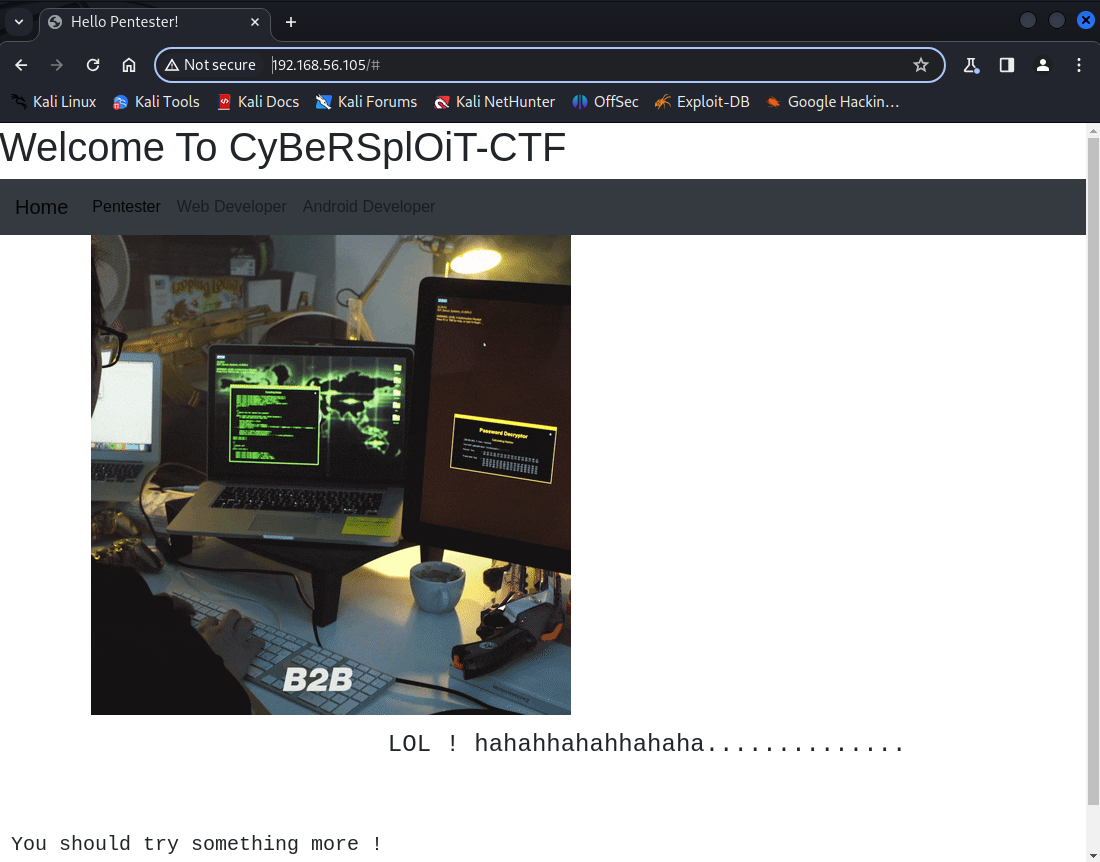 Hello Pentester!
Not secure 192.168.56.105/#
Kali Linux Kali Tools Kali Docs Kali Forums Kali NetHunter OffSec Exploit-DB Google Hackin…
Welcome To CyBeRSplOiT-CTF
Home Pentester Web Developer Android Developer
Password Decryptor
B2B
LOL ! hahahhahahhahaha..............
You should try something more !